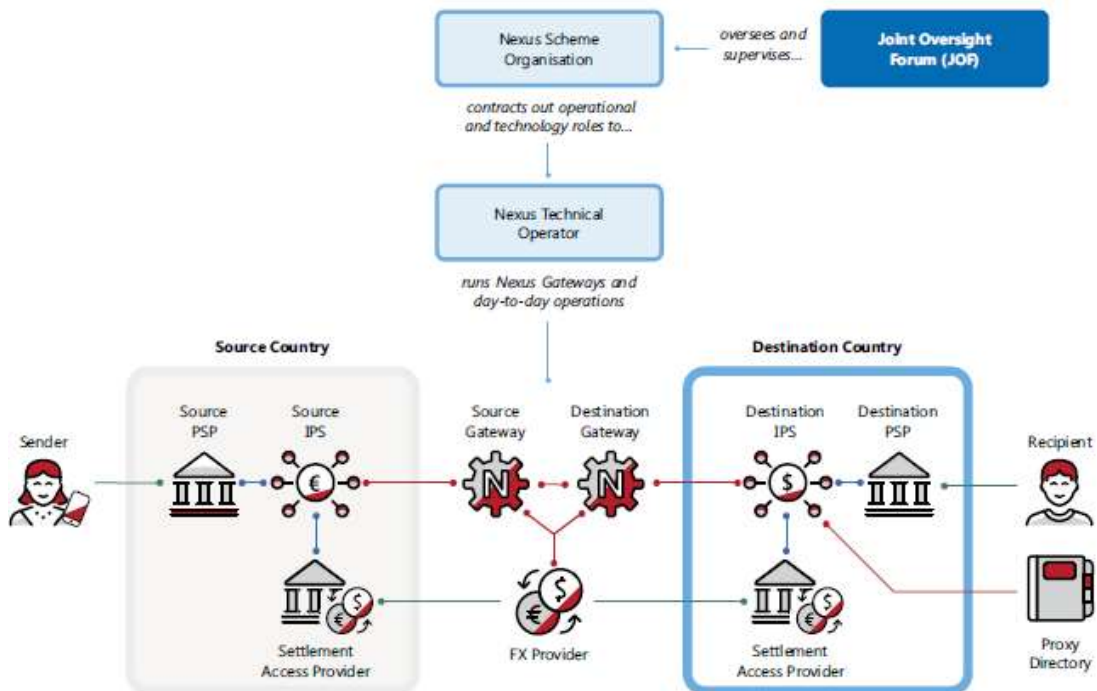 Nexus Scheme
Organisation
oversees and
supervises...
Joint Oversight
Forum (JOF)
contracts out operational
and technology roles to...
Nexus Technical
Operator
runs Nexus Gateways and
day-to-day operations
Source Country
Destination Country
Sender
Source
PSP
Source
IPS
€
Source
Gateway
N
Destination
Gateway
N
Destination
IPS
$
Destination
PSP
Recipient
$
€
Settlement
Access Provider
$
€
FX Provider
$
€
Settlement
Access Provider
Proxy
Directory